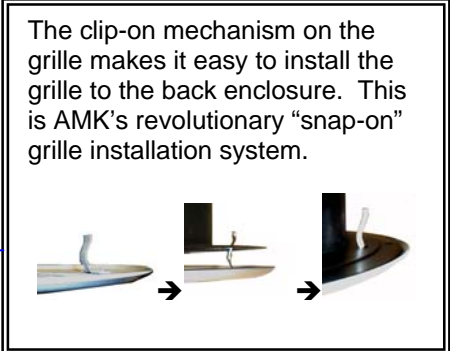 The clip-on mechanism on the
grille makes it easy to install the
grille to the back enclosure.  This
is AMK's revolutionary “snap-on”
grille installation system.